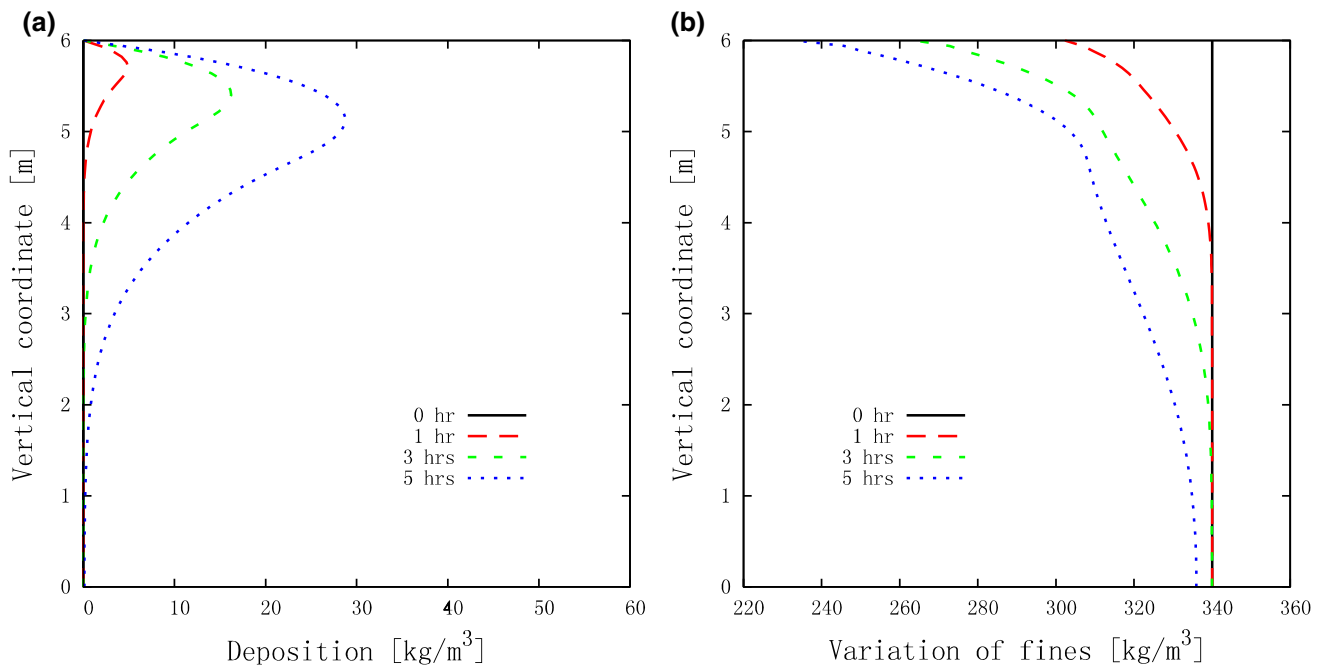 (a)
6
5
4
3
2
1
0
Vertical coordinate [m]
0 hr
1 hr
3 hrs
5 hrs
0 10 20 30 40 50 60
Deposition [kg/m³]
(b)
6
5
4
3
2
1
0
Vertical coordinate [m]
0 hr
1 hr
3 hrs
5 hrs
220 240 260 280 300 320 340 360
Variation of fines [kg/m³]